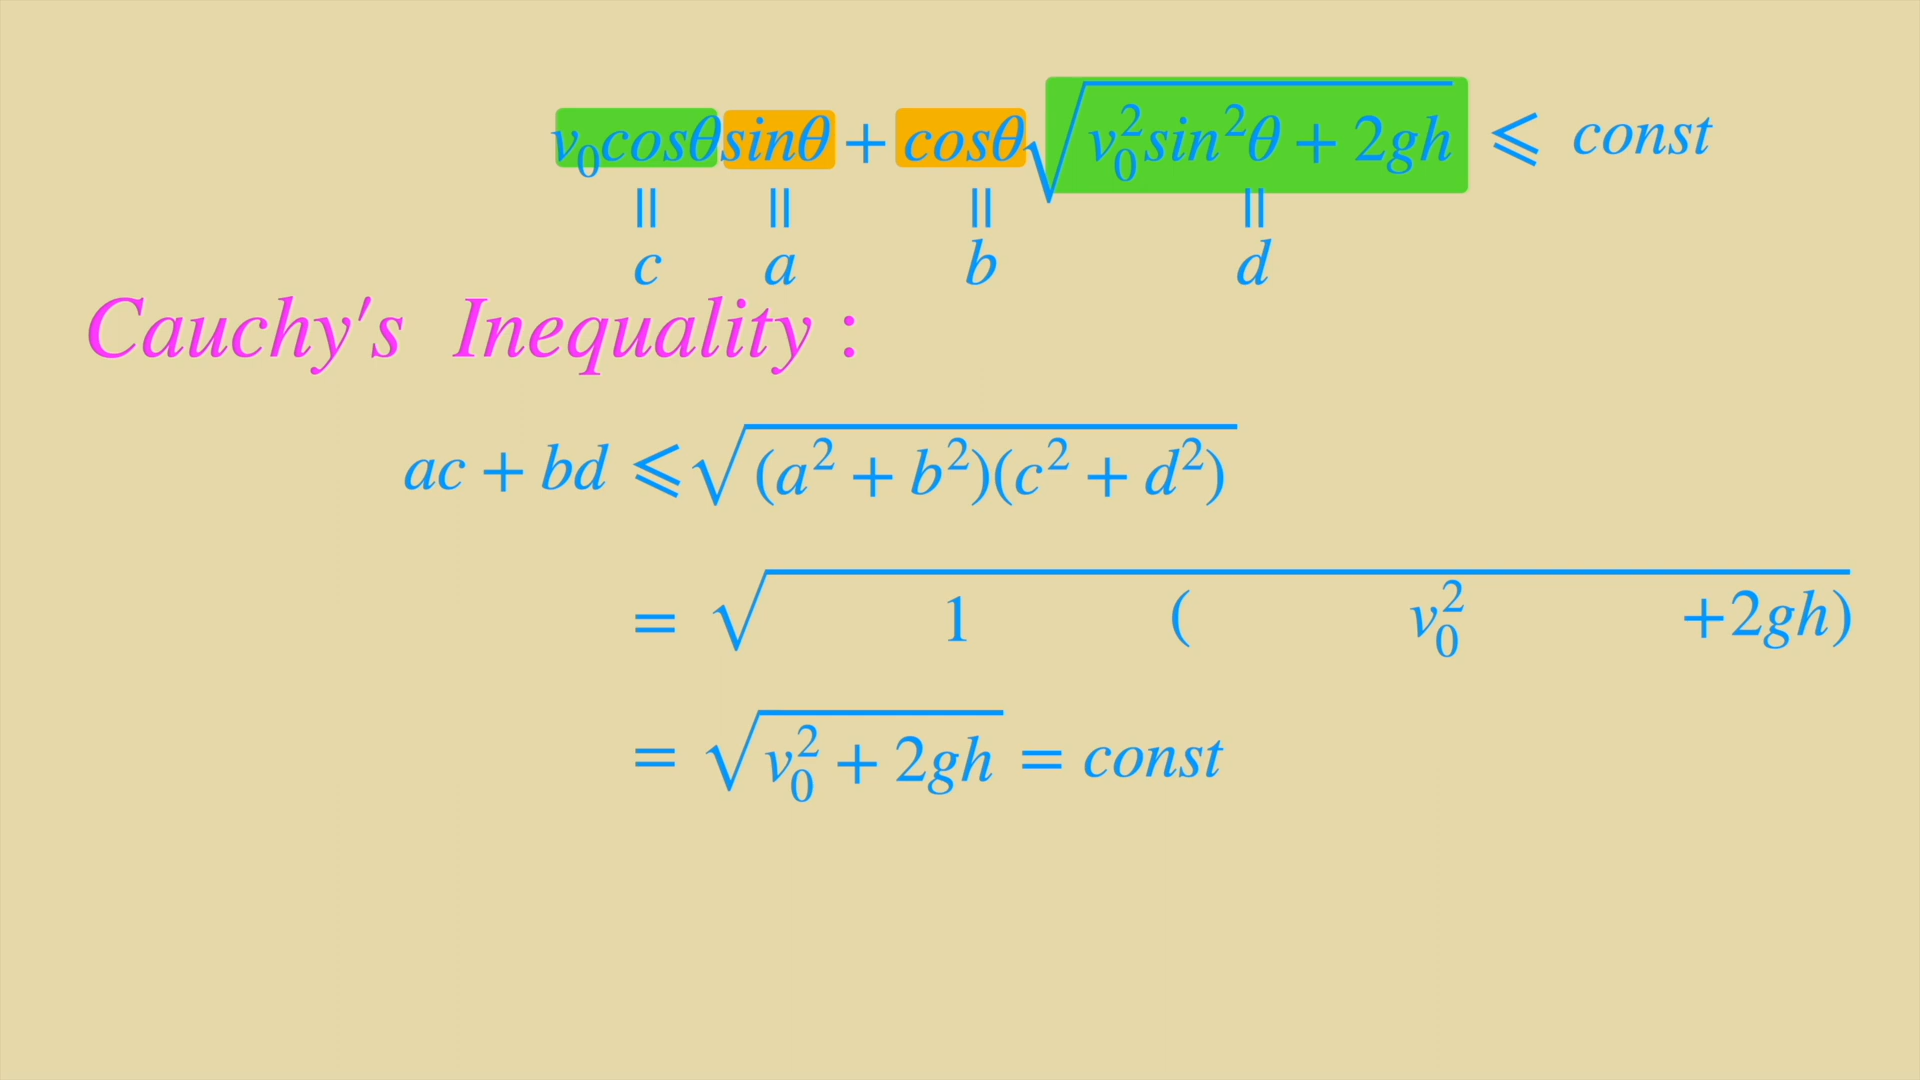 v₀cosθsinθ + cosθ√(v₀²sin²θ + 2gh) ⩽ const
|| || || ||
c a b d
Cauchy's Inequality :
ac + bd ⩽ √((a² + b²)(c² + d²))
= √(1 ( v₀² +2gh))
= √(v₀² + 2gh) = const